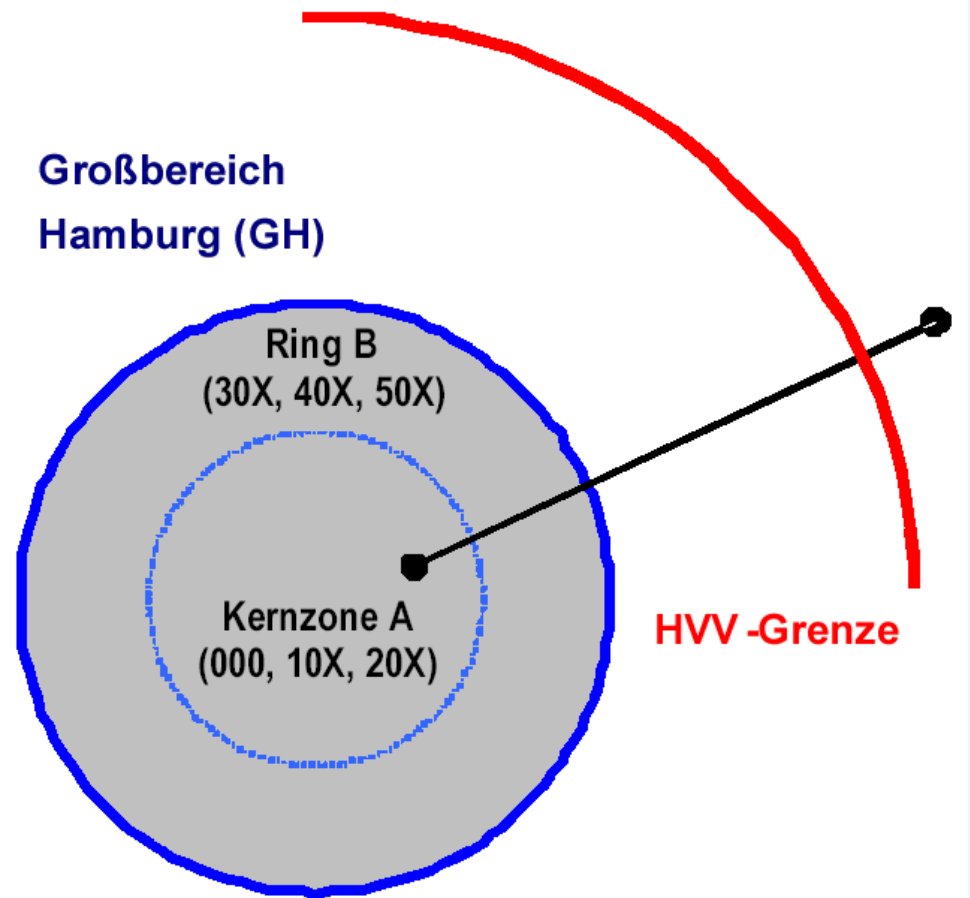 Großbereich
Hamburg (GH)
Ring B
(30X, 40X, 50X)
Kernzone A
(000, 10X, 20X)
HVV -Grenze